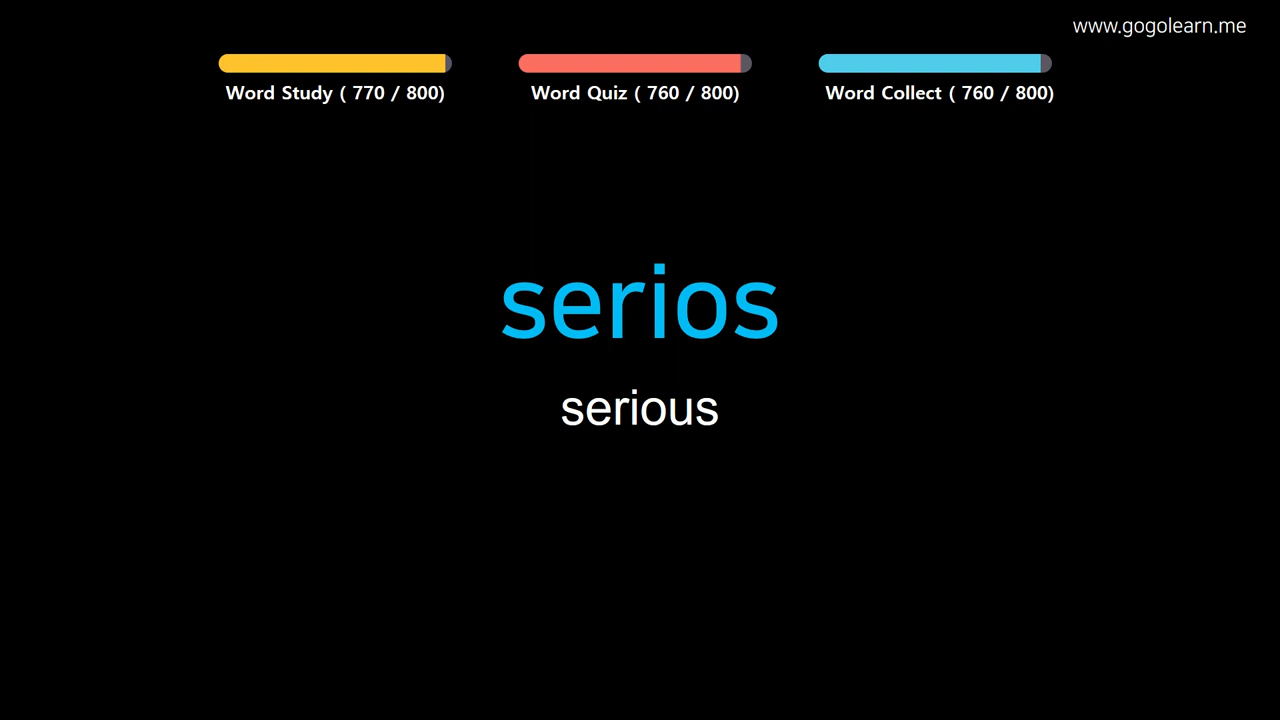 www.gogolearn.me
Word Study ( 770 / 800)
Word Quiz ( 760 / 800)
Word Collect ( 760 / 800)
serios
serious